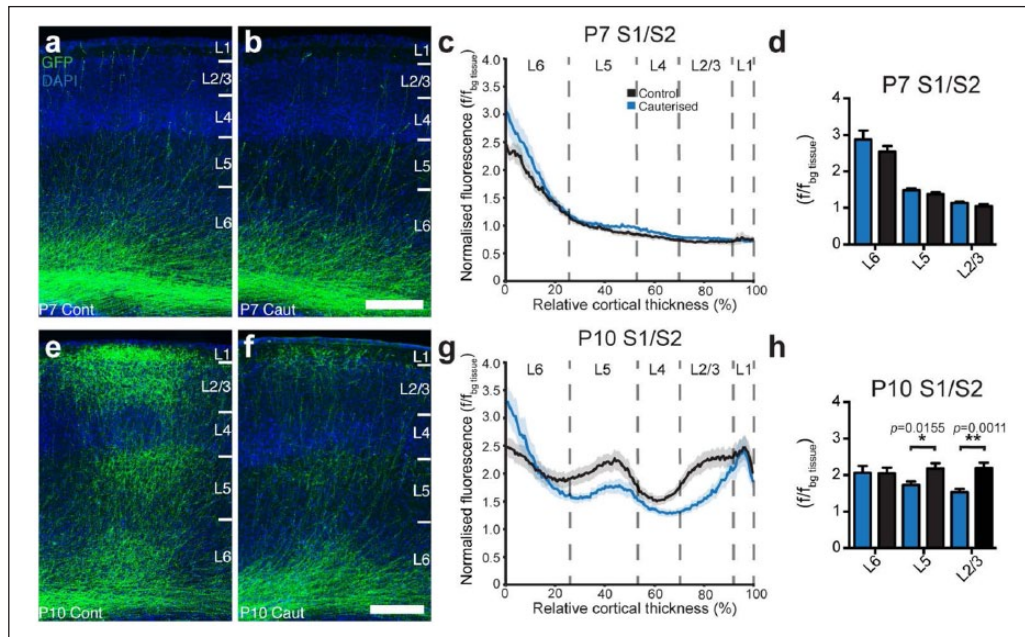 a
GFP
DAPI
L1
L2/3
L4
L5
L6
P7 Cont
b
L1
L2/3
L4
L5
L6
P7 Caut
c
P7 S1/S2
L6 L5 L4 L2/3 L1
Control
Cauterised
Normalised fluorescence (f/fbg tissue)
4.0
3.5
3.0
2.5
2.0
1.5
1.0
0.5
0
0 20 40 60 80 100
Relative cortical thickness (%)
d
P7 S1/S2
(f/fbg tissue)
4
3
2
1
0
L6
L5
L2/3
e
L1
L2/3
L4
L5
L6
P10 Cont
f
L1
L2/3
L4
L5
L6
P10 Caut
g
P10 S1/S2
L6 L5 L4 L2/3 L1
Normalised fluorescence (f/fbg tissue)
4.0
3.5
3.0
2.5
2.0
1.5
1.0
0.5
0
0 20 40 60 80 100
Relative cortical thickness (%)
h
P10 S1/S2
p=0.0155 p=0.0011
* **
(f/fbg tissue)
4
3
2
1
0
L6
L5
L2/3